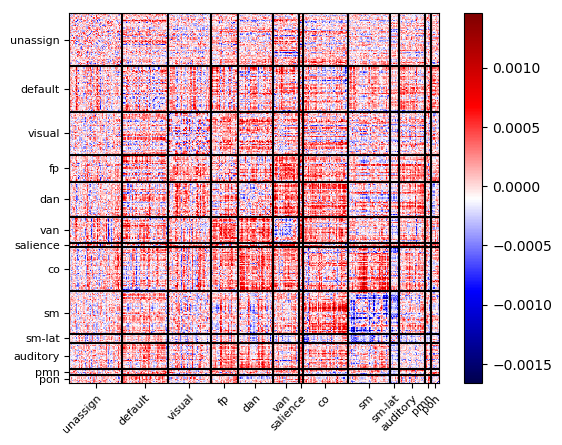 unassign
default
visual
fp
dan
van
salience
co
sm
sm-lat
auditory
pmn
pon
unassign
default
visual
fp
dan
van
salience
co
sm
sm-lat
auditory
pmn
pon
0.0010
0.0005
0.0000
−0.0005
−0.0010
−0.0015